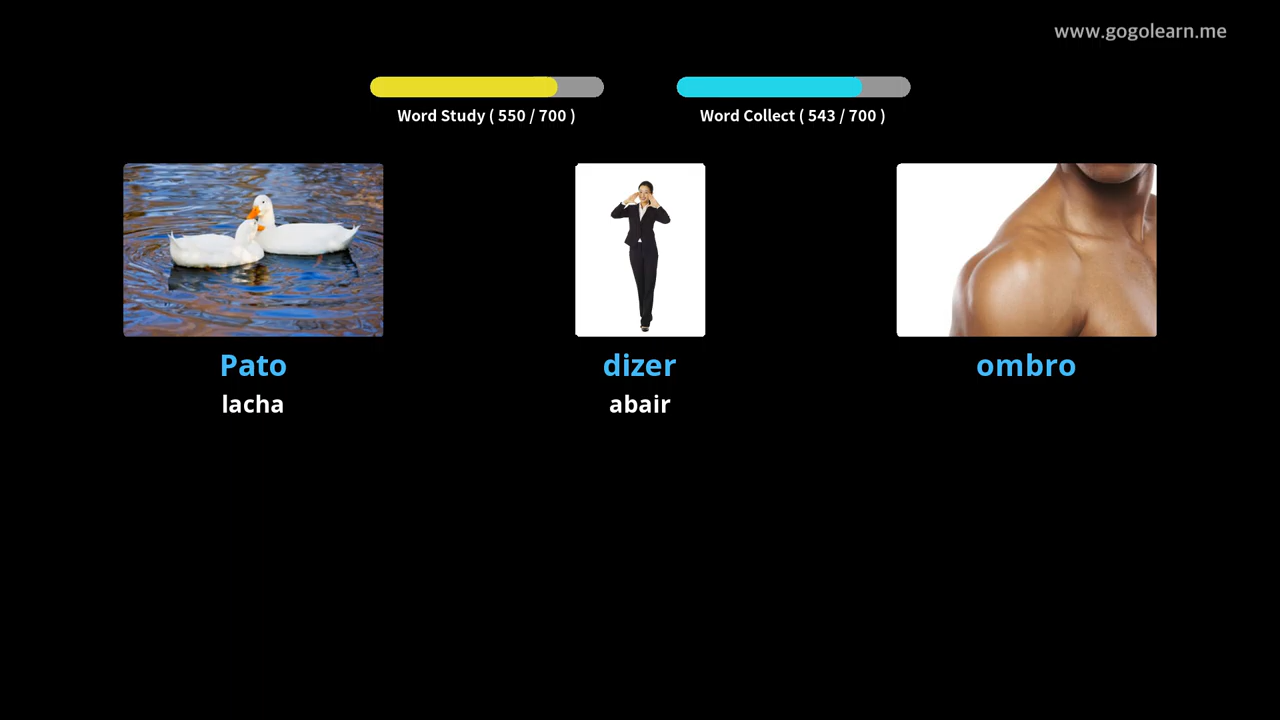 www.gogolearn.me
Word Study ( 550 / 700 )
Word Collect ( 543 / 700 )
Pato
dizer
ombro
lacha
abair